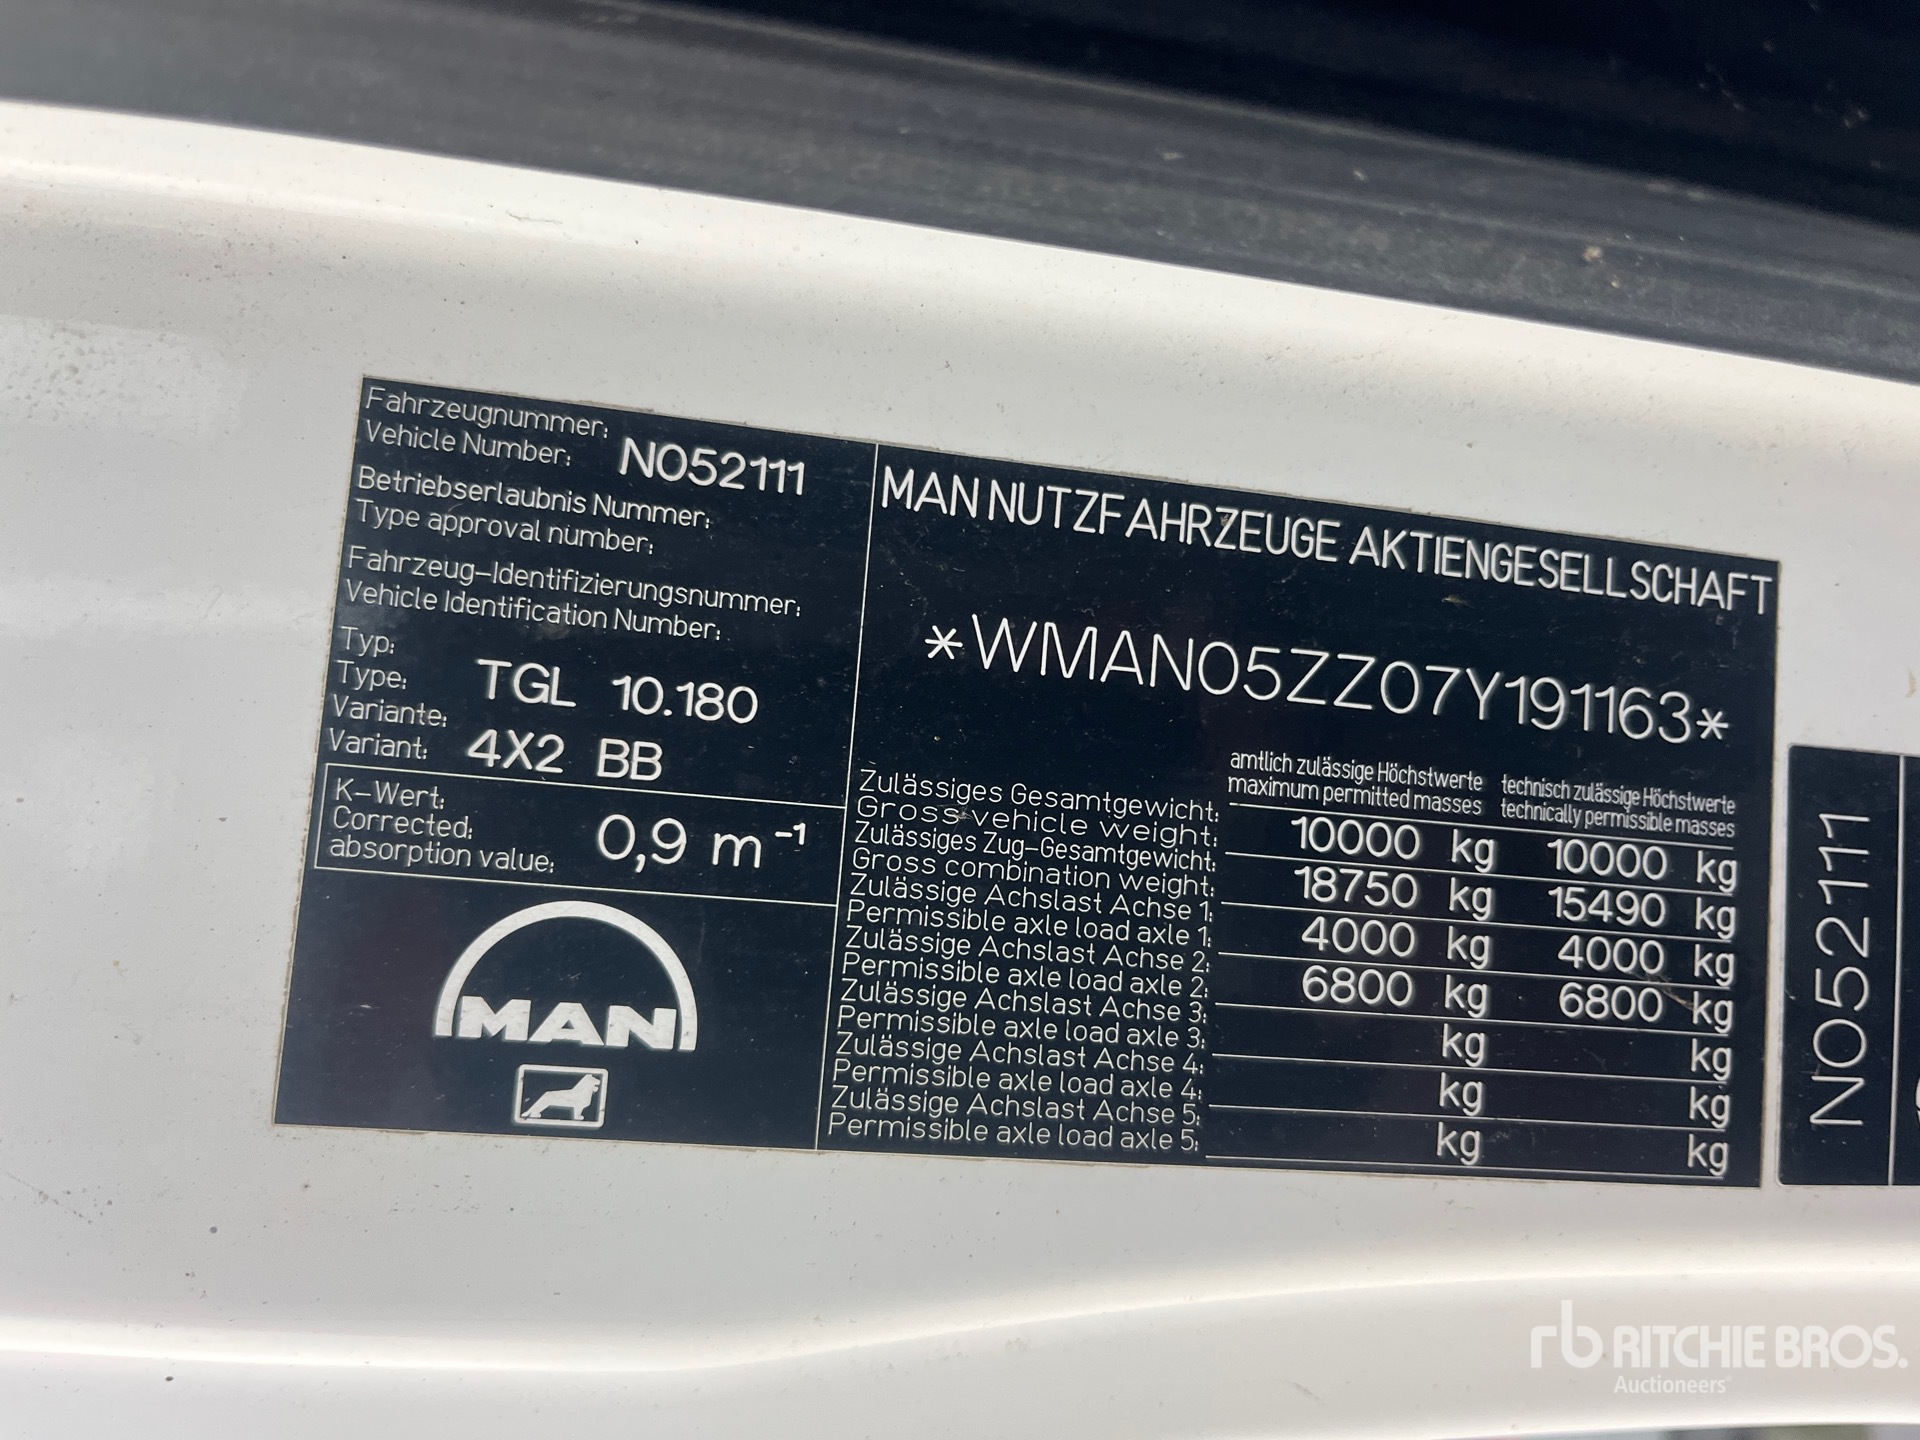 Fahrzeugnummer:
Vehicle Number: N052111
Betriebserlaubnis Nummer:
Type approval number:
Fahrzeug-Identifizierungsnummer:
Vehicle Identification Number:
Typ:
Type: TGL 10.180
Variante:
Variant: 4X2 BB
K-Wert:
Corrected:
absorption value: 0,9 m⁻¹
MAN
MAN NUTZFAHRZEUGE AKTIENGESELLSCHAFT
*WMAN05ZZ07Y191163*
amtlich zulässige Höchstwerte technisch zulässige Höchstwerte
maximum permitted masses technically permissible masses
Zulässiges Gesamtgewicht:
Gross vehicle weight: 10000 kg 10000 kg
Zulässiges Zug-Gesamtgewicht:
Gross combination weight: 18750 kg 15490 kg
Zulässige Achslast Achse 1:
Permissible axle load axle 1: 4000 kg 4000 kg
Zulässige Achslast Achse 2:
Permissible axle load axle 2: 6800 kg 6800 kg
Zulässige Achslast Achse 3:
Permissible axle load axle 3: kg kg
Zulässige Achslast Achse 4:
Permissible axle load axle 4: kg kg
Zulässige Achslast Achse 5:
Permissible axle load axle 5: kg kg
N052111
rb RITCHIE BROS.
Auctioneers